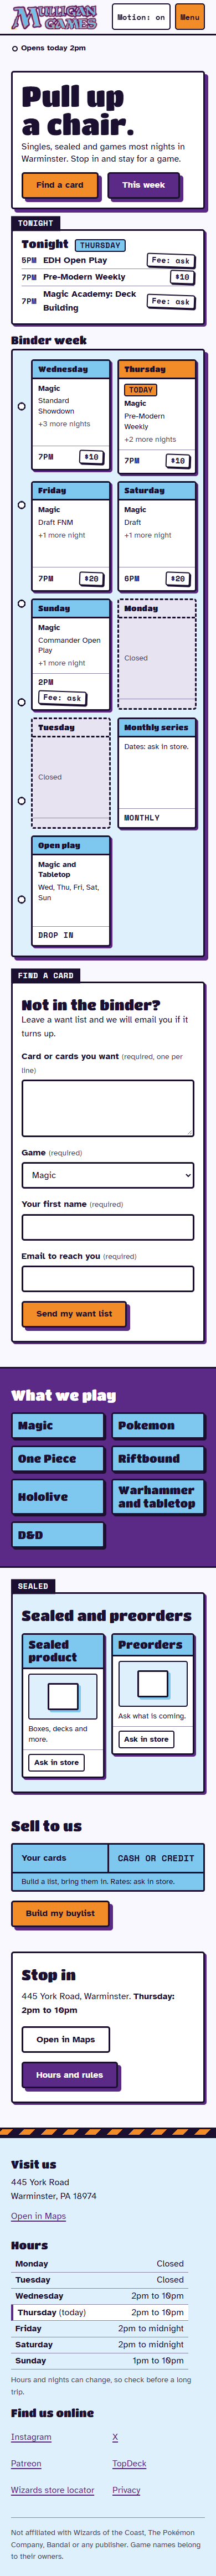 MULLIGAN GAMES
Motion: on
Menu
Opens today 2pm
Pull up
a chair.
Singles, sealed and games most nights in
Warminster. Stop in and stay for a game.
Find a card
This week
TONIGHT
Tonight THURSDAY
5PM EDH Open Play Fee: ask
7PM Pre-Modern Weekly $10
7PM Magic Academy: Deck
Building Fee: ask
Binder week
Wednesday
Magic
Standard
Showdown
+3 more nights
7PM $10
Thursday
TODAY
Magic
Pre-Modern
Weekly
+2 more nights
7PM $10
Friday
Magic
Draft FNM
+1 more night
7PM $20
Saturday
Magic
Draft
+1 more night
6PM $20
Sunday
Magic
Commander Open
Play
+1 more night
2PM
Fee: ask
Monday
Closed
Tuesday
Closed
Monthly series
Dates: ask in store.
MONTHLY
Open play
Magic and
Tabletop
Wed, Thu, Fri, Sat,
Sun
DROP IN
FIND A CARD
Not in the binder?
Leave a want list and we will email you if it
turns up.
Card or cards you want (required, one per
line)
Game (required)
Magic
Your first name (required)
Email to reach you (required)
Send my want list
What we play
Magic
Pokemon
One Piece
Riftbound
Hololive
Warhammer
and tabletop
D&D
SEALED
Sealed and preorders
Sealed
product
Boxes, decks and
more.
Ask in store
Preorders
Ask what is coming.
Ask in store
Sell to us
Your cards
CASH OR CREDIT
Build a list, bring them in. Rates: ask in store.
Build my buylist
Stop in
445 York Road, Warminster. Thursday:
2pm to 10pm
Open in Maps
Hours and rules
Visit us
445 York Road
Warminster, PA 18974
Open in Maps
Hours
Monday Closed
Tuesday Closed
Wednesday 2pm to 10pm
Thursday (today) 2pm to 10pm
Friday 2pm to midnight
Saturday 2pm to midnight
Sunday 1pm to 10pm
Hours and nights can change, so check before a long
trip.
Find us online
Instagram
X
Patreon
TopDeck
Wizards store locator
Privacy
Not affiliated with Wizards of the Coast, The Pokémon
Company, Bandai or any publisher. Game names belong
to their owners.